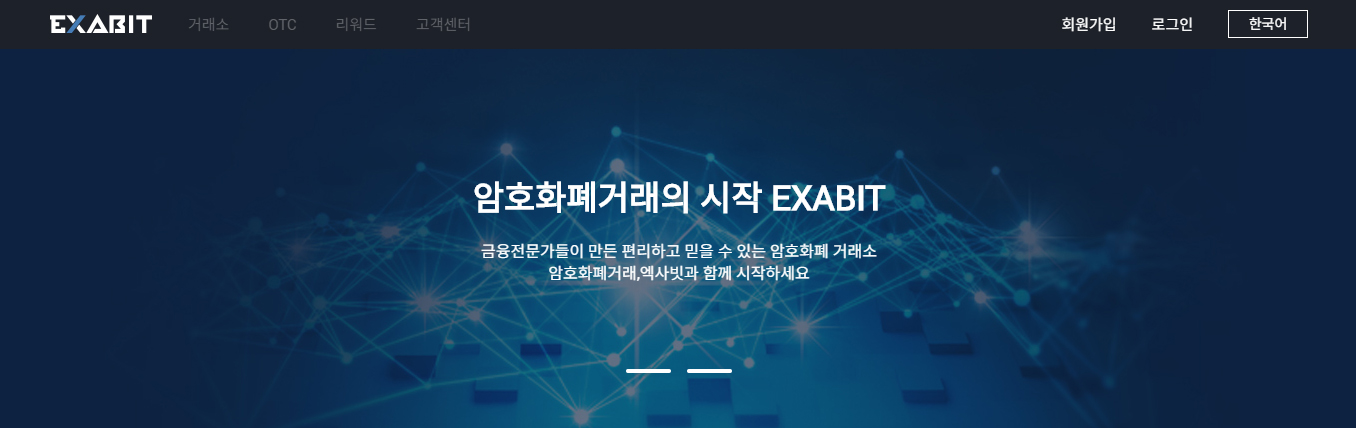 EXABIT 거래소 OTC 리워드 고객센터 회원가입 로그인 한국어
암호화폐거래의 시작 EXABIT
금융전문가들이 만든 편리하고 믿을 수 있는 암호화폐 거래소
암호화폐거래,엑사빗과 함께 시작하세요